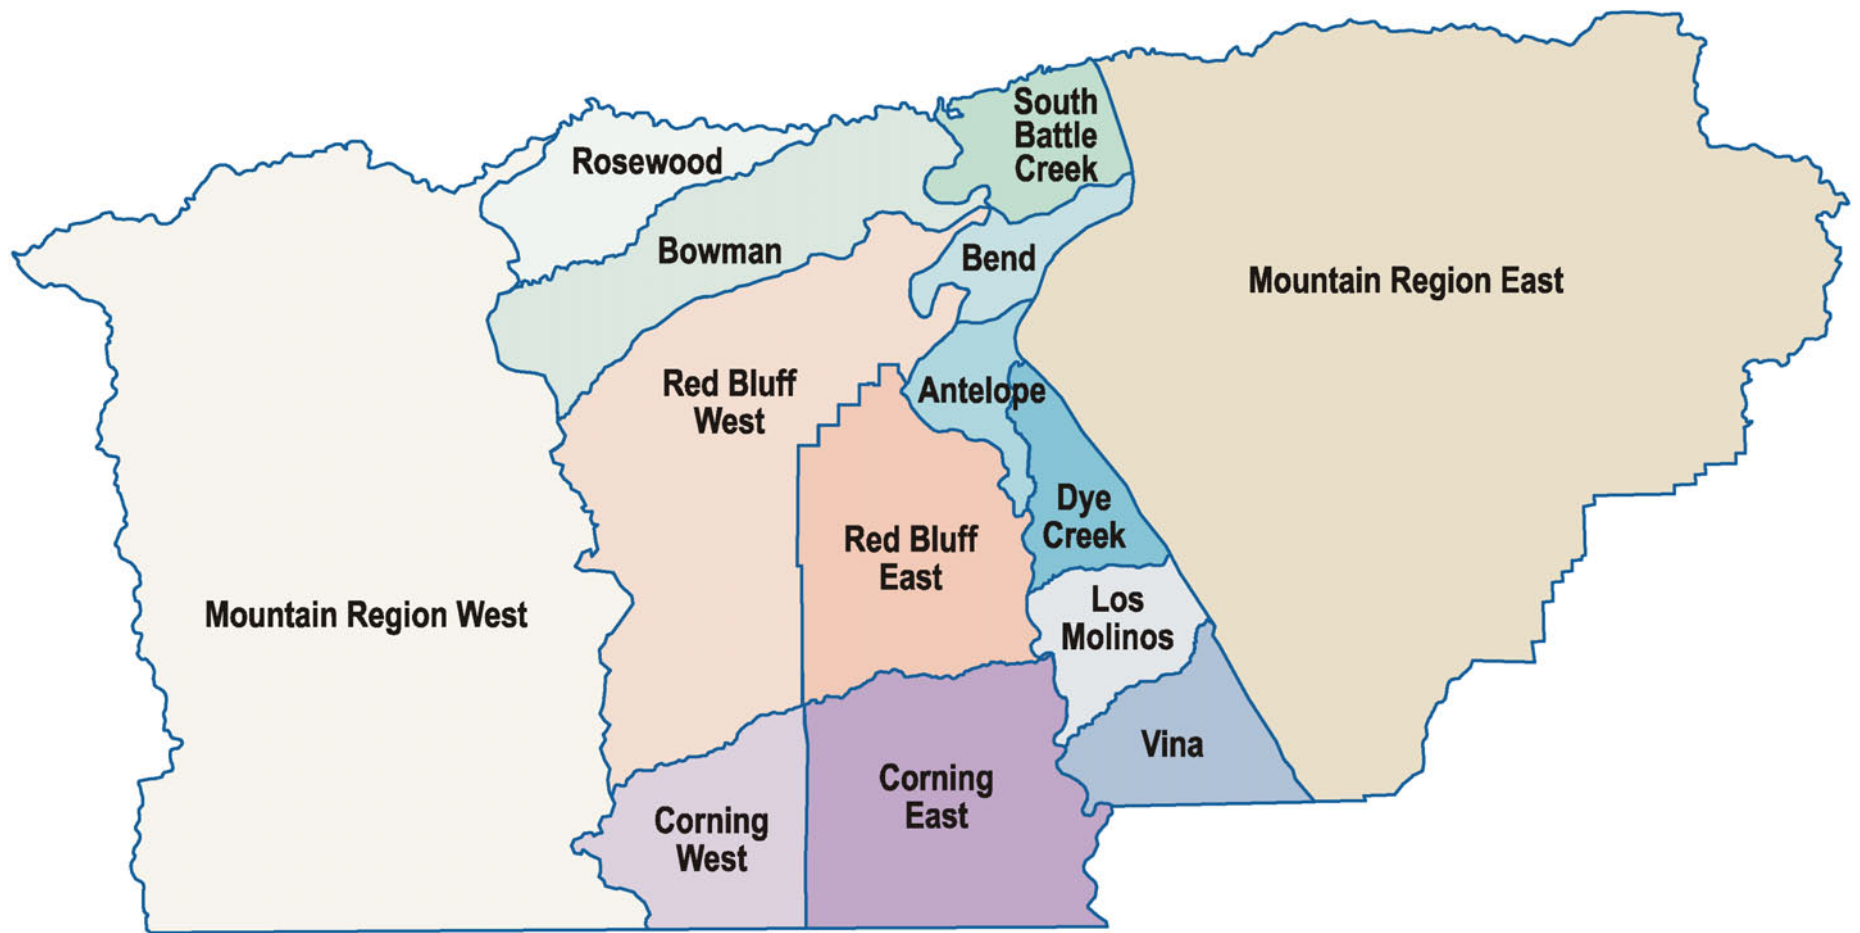 South
Battle
Creek
Rosewood
Bowman
Bend
Mountain Region East
Red Bluff
West
Antelope
Dye
Creek
Red Bluff
East
Los
Molinos
Mountain Region West
Vina
Corning
East
Corning
West